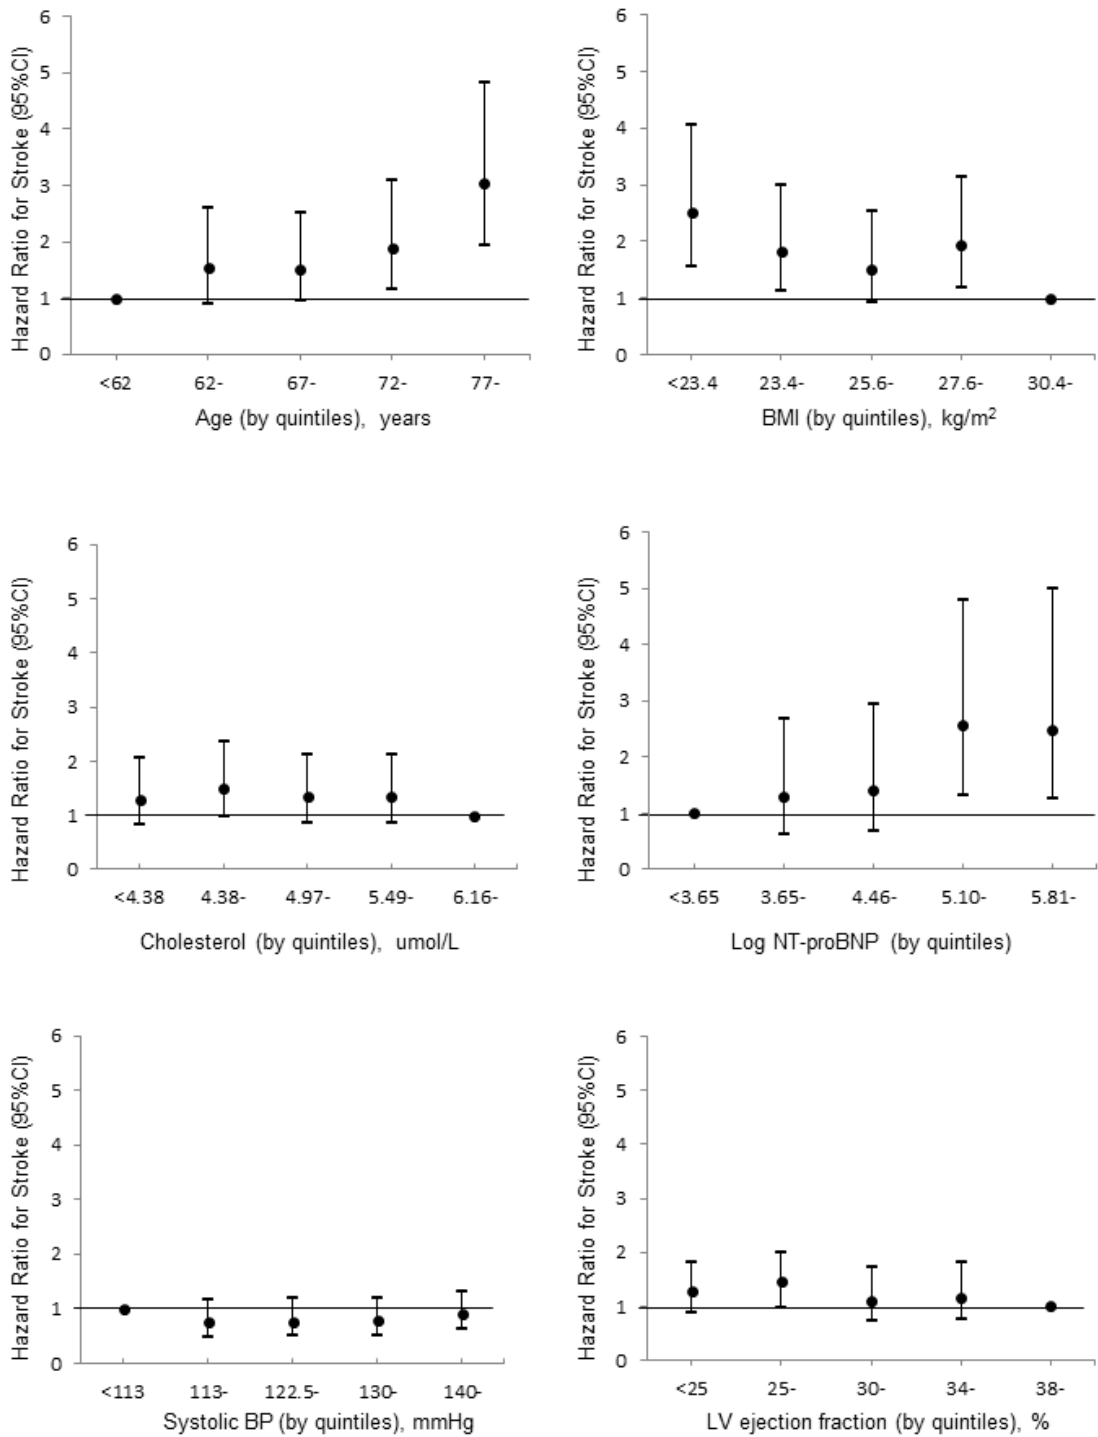 Hazard Ratio for Stroke (95%CI)
6
5
4
3
2
1
0
<62 62- 67- 72- 77-
Age (by quintiles), years
Hazard Ratio for Stroke (95%CI)
6
5
4
3
2
1
0
<23.4 23.4- 25.6- 27.6- 30.4-
BMI (by quintiles), kg/m²
Hazard Ratio for Stroke (95%CI)
6
5
4
3
2
1
0
<4.38 4.38- 4.97- 5.49- 6.16-
Cholesterol (by quintiles), umol/L
Hazard Ratio for Stroke (95%CI)
6
5
4
3
2
1
0
<3.65 3.65- 4.46- 5.10- 5.81-
Log NT-proBNP (by quintiles)
Hazard Ratio for Stroke (95%CI)
6
5
4
3
2
1
0
<113 113- 122.5- 130- 140-
Systolic BP (by quintiles), mmHg
Hazard Ratio for Stroke (95%CI)
6
5
4
3
2
1
0
<25 25- 30- 34- 38-
LV ejection fraction (by quintiles), %